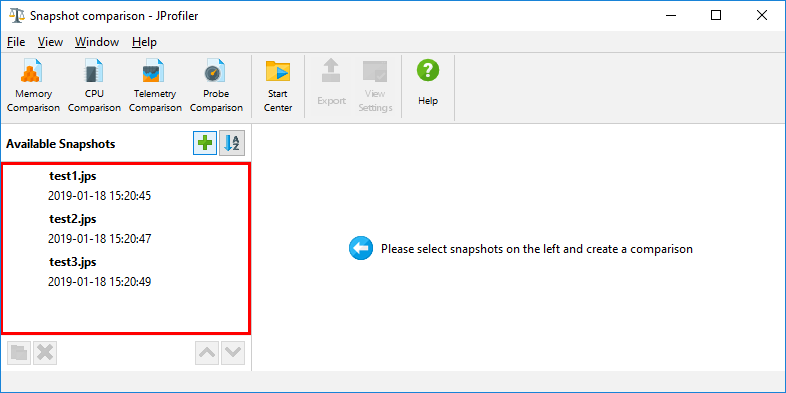 Snapshot comparison - JProfiler
File View Window Help
Memory Comparison
CPU Comparison
Telemetry Comparison
Probe Comparison
Start Center
Export
View Settings
Help
Available Snapshots
test1.jps
2019-01-18 15:20:45
test2.jps
2019-01-18 15:20:47
test3.jps
2019-01-18 15:20:49
Please select snapshots on the left and create a comparison